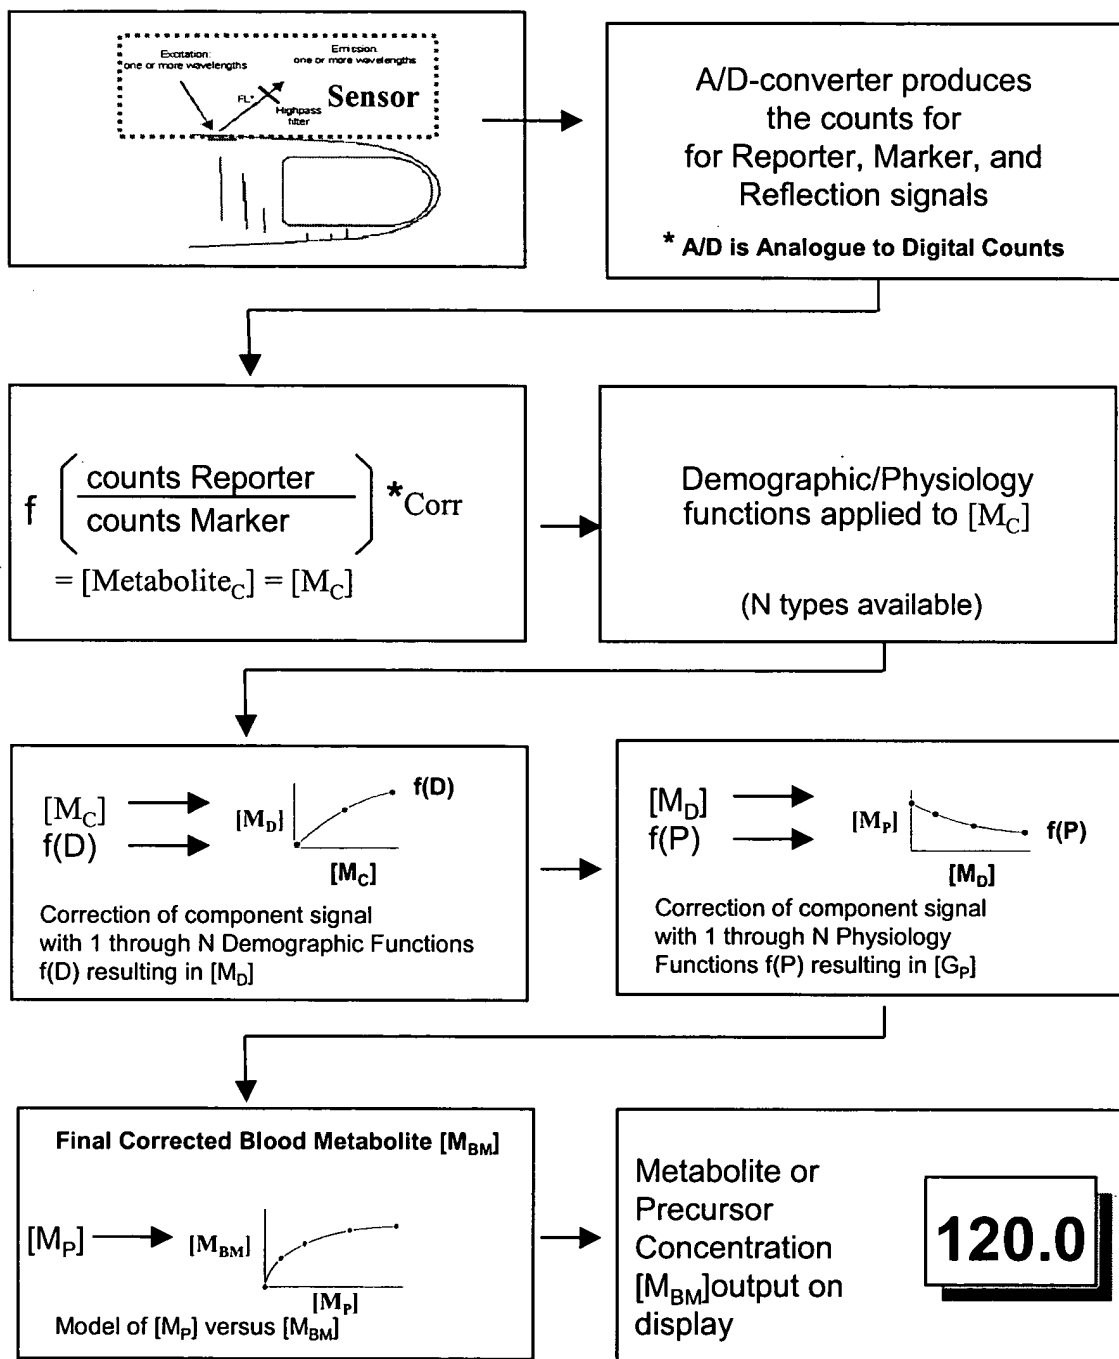 Excitation:
one or more wavelengths
Emission:
one or more wavelengths
FL*
Highpass
filter
Sensor
A/D-converter produces
the counts for
for Reporter, Marker, and
Reflection signals
* A/D is Analogue to Digital Counts
f
counts Reporter
counts Marker
*Corr
= [Metabolite_C] = [M_C]
Demographic/Physiology
functions applied to [M_C]
(N types available)
[M_C]
f(D)
[M_D]
f(D)
[M_C]
Correction of component signal
with 1 through N Demographic Functions
f(D) resulting in [M_D]
[M_D]
f(P)
[M_P]
f(P)
[M_D]
Correction of component signal
with 1 through N Physiology
Functions f(P) resulting in [G_P]
Final Corrected Blood Metabolite [M_BM]
[M_P]
[M_BM]
[M_P]
Model of [M_P] versus [M_BM]
Metabolite or
Precursor
Concentration
[M_BM]output on
display
120.0